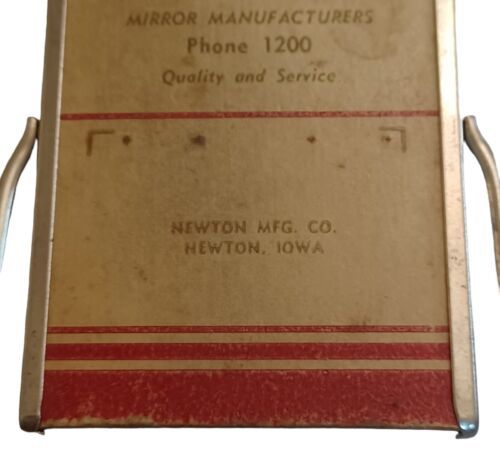 MIRROR MANUFACTURERS
Phone 1200
Quality and Service
NEWTON MFG. CO.
NEWTON, IOWA